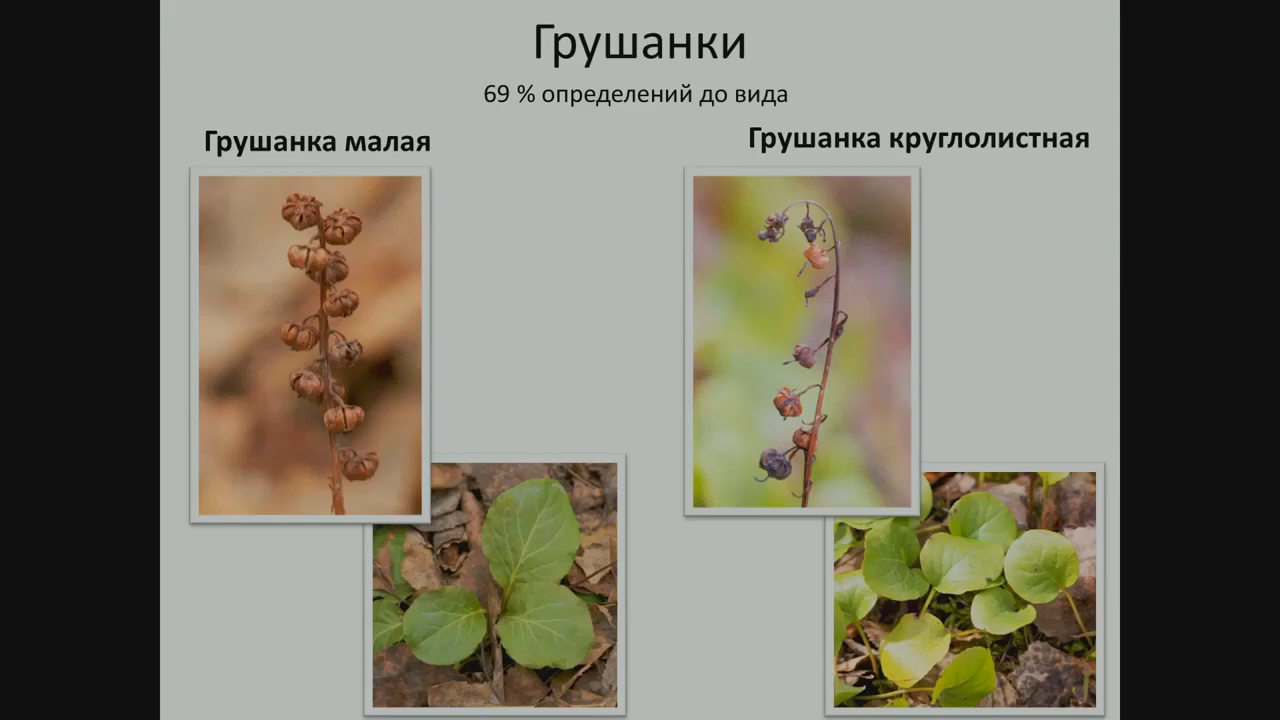 Грушанки
69 % определений до вида
Грушанка малая
Грушанка круглолистная